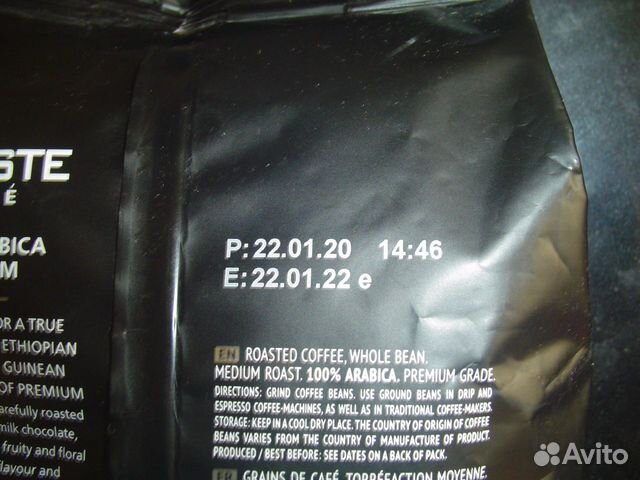 STE
É
BICA
M
OR A TRUE
ETHIOPIAN
GUINEAN
OF PREMIUM
arefully roasted
milk chocolate,
fruity and floral
flavour and
P: 22.01.20 14:46
E: 22.01.22 e
EN ROASTED COFFEE, WHOLE BEAN.
MEDIUM ROAST. 100% ARABICA. PREMIUM GRADE.
DIRECTIONS: GRIND COFFEE BEANS. USE GROUND BEANS IN DRIP AND
ESPRESSO COFFEE-MACHINES, AS WELL AS IN TRADITIONAL COFFEE-MAKERS.
STORAGE: KEEP IN A COOL DRY PLACE. THE COUNTRY OF ORIGIN OF COFFEE
BEANS VARIES FROM THE COUNTRY OF MANUFACTURE OF PRODUCT.
PRODUCED / BEST BEFORE: SEE DATES ON A BACK OF PACK.
FR GRAINS DE CAFÉ, TORRÉFACTION MOYENNE.
Avito